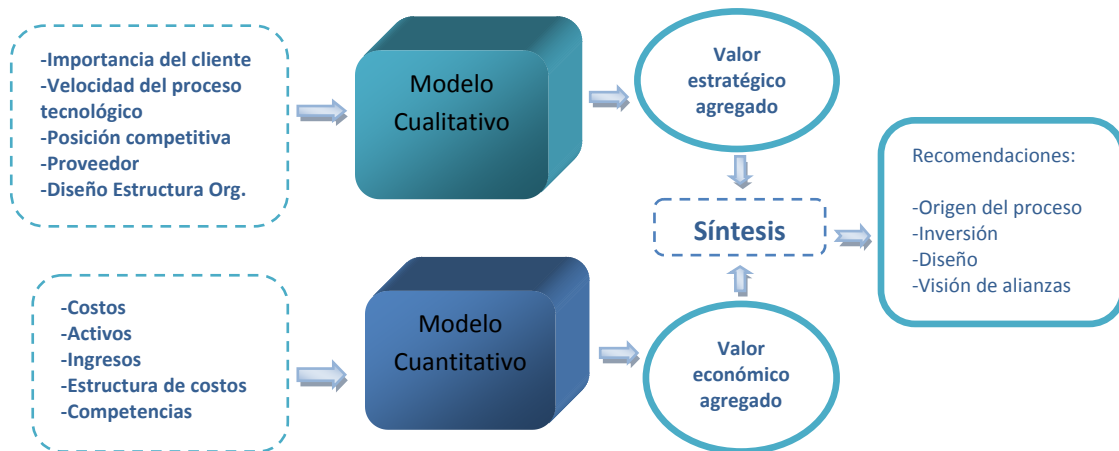 -Importancia del cliente
-Velocidad del proceso
tecnológico
-Posición competitiva
-Proveedor
-Diseño Estructura Org.
Modelo
Cualitativo
Valor
estratégico
agregado
Síntesis
Recomendaciones:
-Origen del proceso
-Inversión
-Diseño
-Visión de alianzas
-Costos
-Activos
-Ingresos
-Estructura de costos
-Competencias
Modelo
Cuantitativo
Valor
económico
agregado